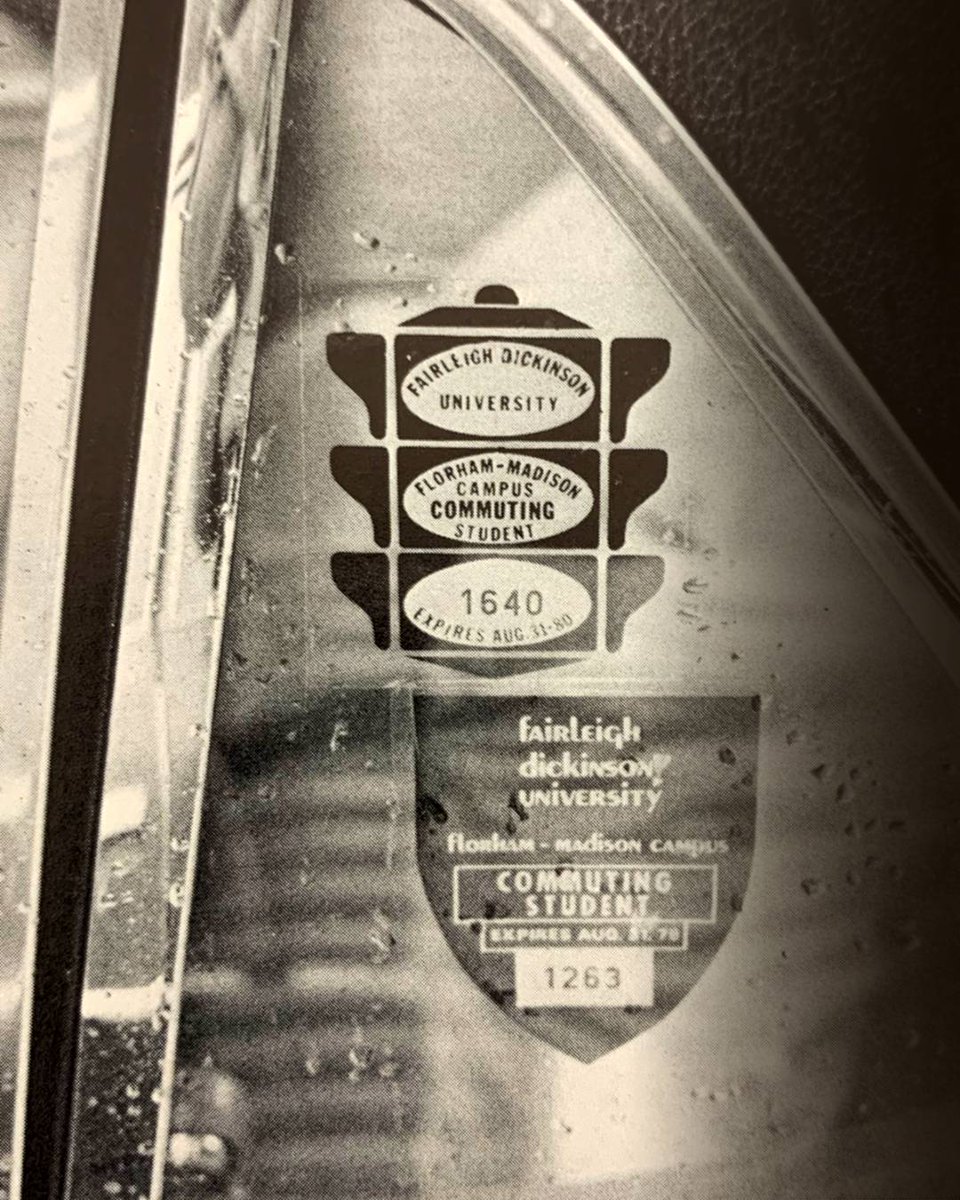 FAIRLEIGH DICKINSON
UNIVERSITY
FLORHAM-MADISON
CAMPUS
COMMUTING
STUDENT
1640
EXPIRES AUG.31-80
fairleigh
dickinson
university
florham - madison campus
COMMUTING
STUDENT
EXPIRES AUG. 31, 79
1263